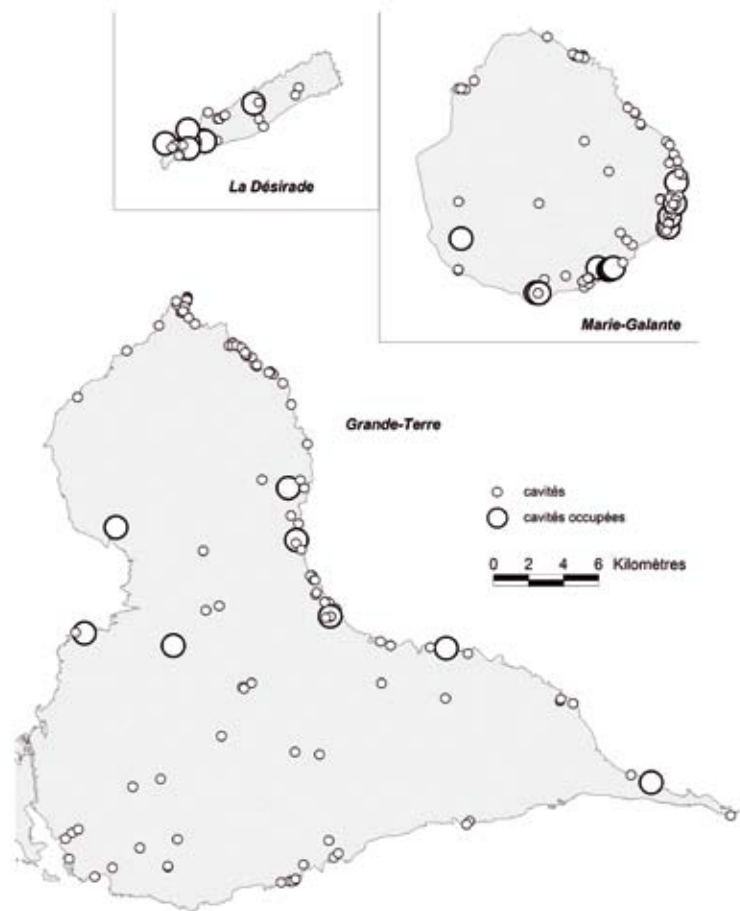 La Désirade
Marie-Galante
Grande-Terre
cavités
cavités occupées
0 2 4 6 Kilomètres